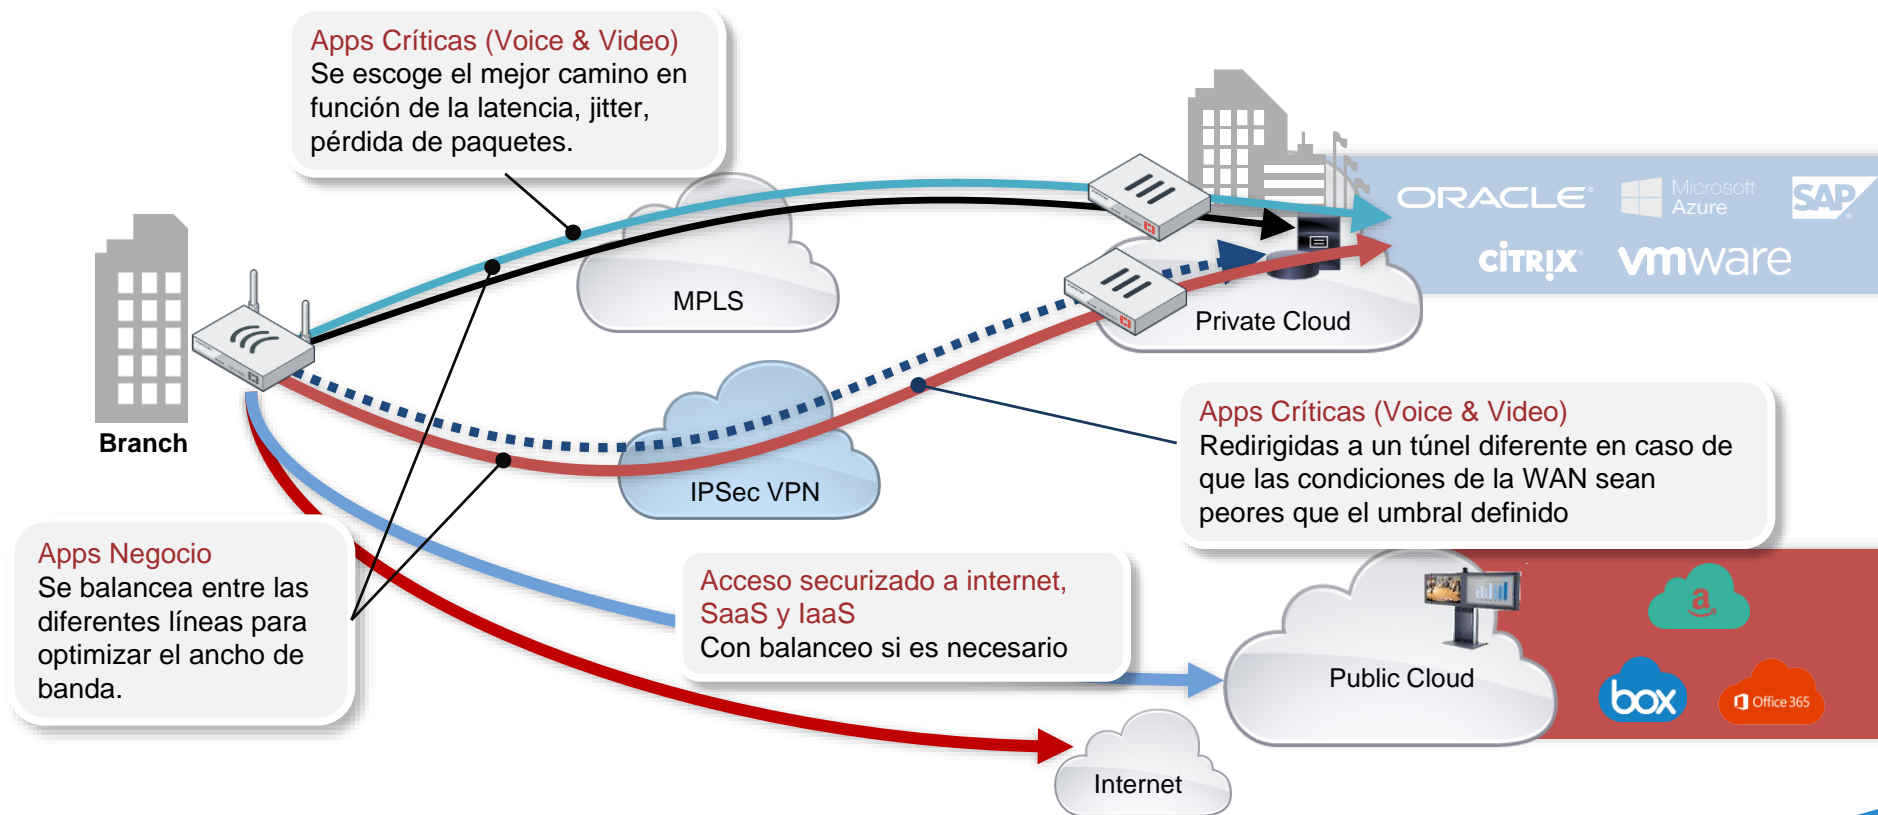 Apps Críticas (Voice & Video)
Se escoge el mejor camino en
función de la latencia, jitter,
pérdida de paquetes.
ORACLE
Microsoft
Azure
SAP
CITRIX
vmware
MPLS
Private Cloud
Branch
IPSec VPN
Apps Críticas (Voice & Video)
Redirigidas a un túnel diferente en caso de
que las condiciones de la WAN sean
peores que el umbral definido
Apps Negocio
Se balancea entre las
diferentes líneas para
optimizar el ancho de
banda.
Acceso securizado a internet,
SaaS y IaaS
Con balanceo si es necesario
Public Cloud
a
box
Office 365
Internet